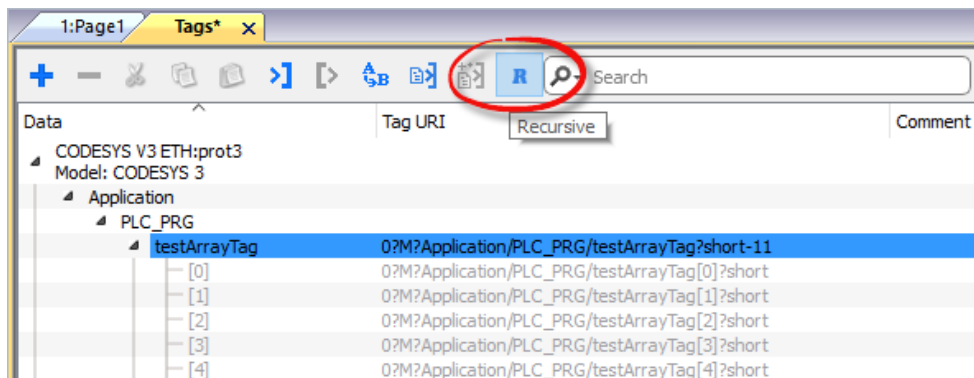 1:Page1 Tags* x
R Search
Data Tag URI Comment
Recursive
CODESYS V3 ETH:prot3
Model: CODESYS 3
Application
PLC_PRG
testArrayTag 0?M?Application/PLC_PRG/testArrayTag?short-11
[0] 0?M?Application/PLC_PRG/testArrayTag[0]?short
[1] 0?M?Application/PLC_PRG/testArrayTag[1]?short
[2] 0?M?Application/PLC_PRG/testArrayTag[2]?short
[3] 0?M?Application/PLC_PRG/testArrayTag[3]?short
[4] 0?M?Application/PLC_PRG/testArrayTag[4]?short